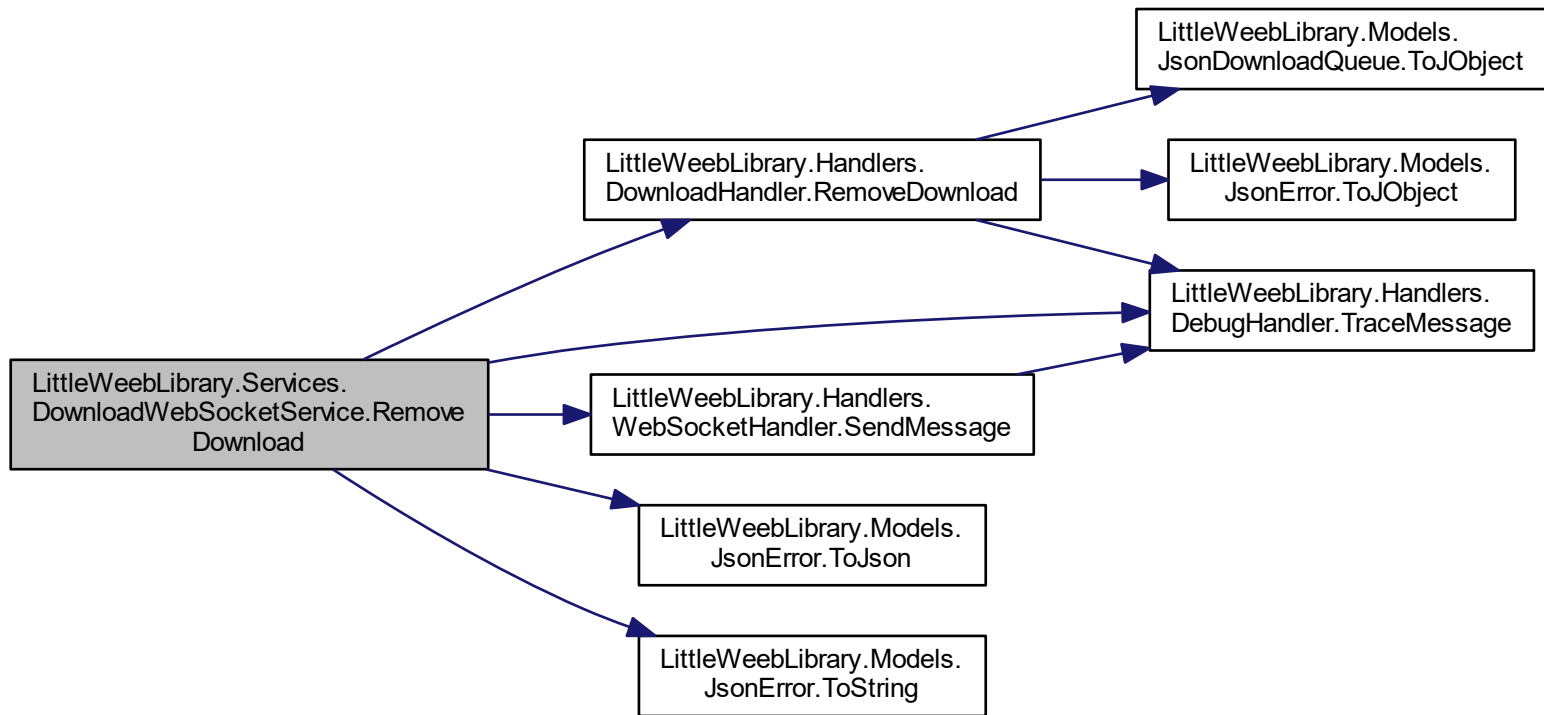 LittleWeebLibrary.Models.
JsonDownloadQueue.ToJObject
LittleWeebLibrary.Handlers.
DownloadHandler.RemoveDownload
LittleWeebLibrary.Models.
JsonError.ToJObject
LittleWeebLibrary.Handlers.
DebugHandler.TraceMessage
LittleWeebLibrary.Services.
DownloadWebSocketService.Remove
Download
LittleWeebLibrary.Handlers.
WebSocketHandler.SendMessage
LittleWeebLibrary.Models.
JsonError.ToJson
LittleWeebLibrary.Models.
JsonError.ToString